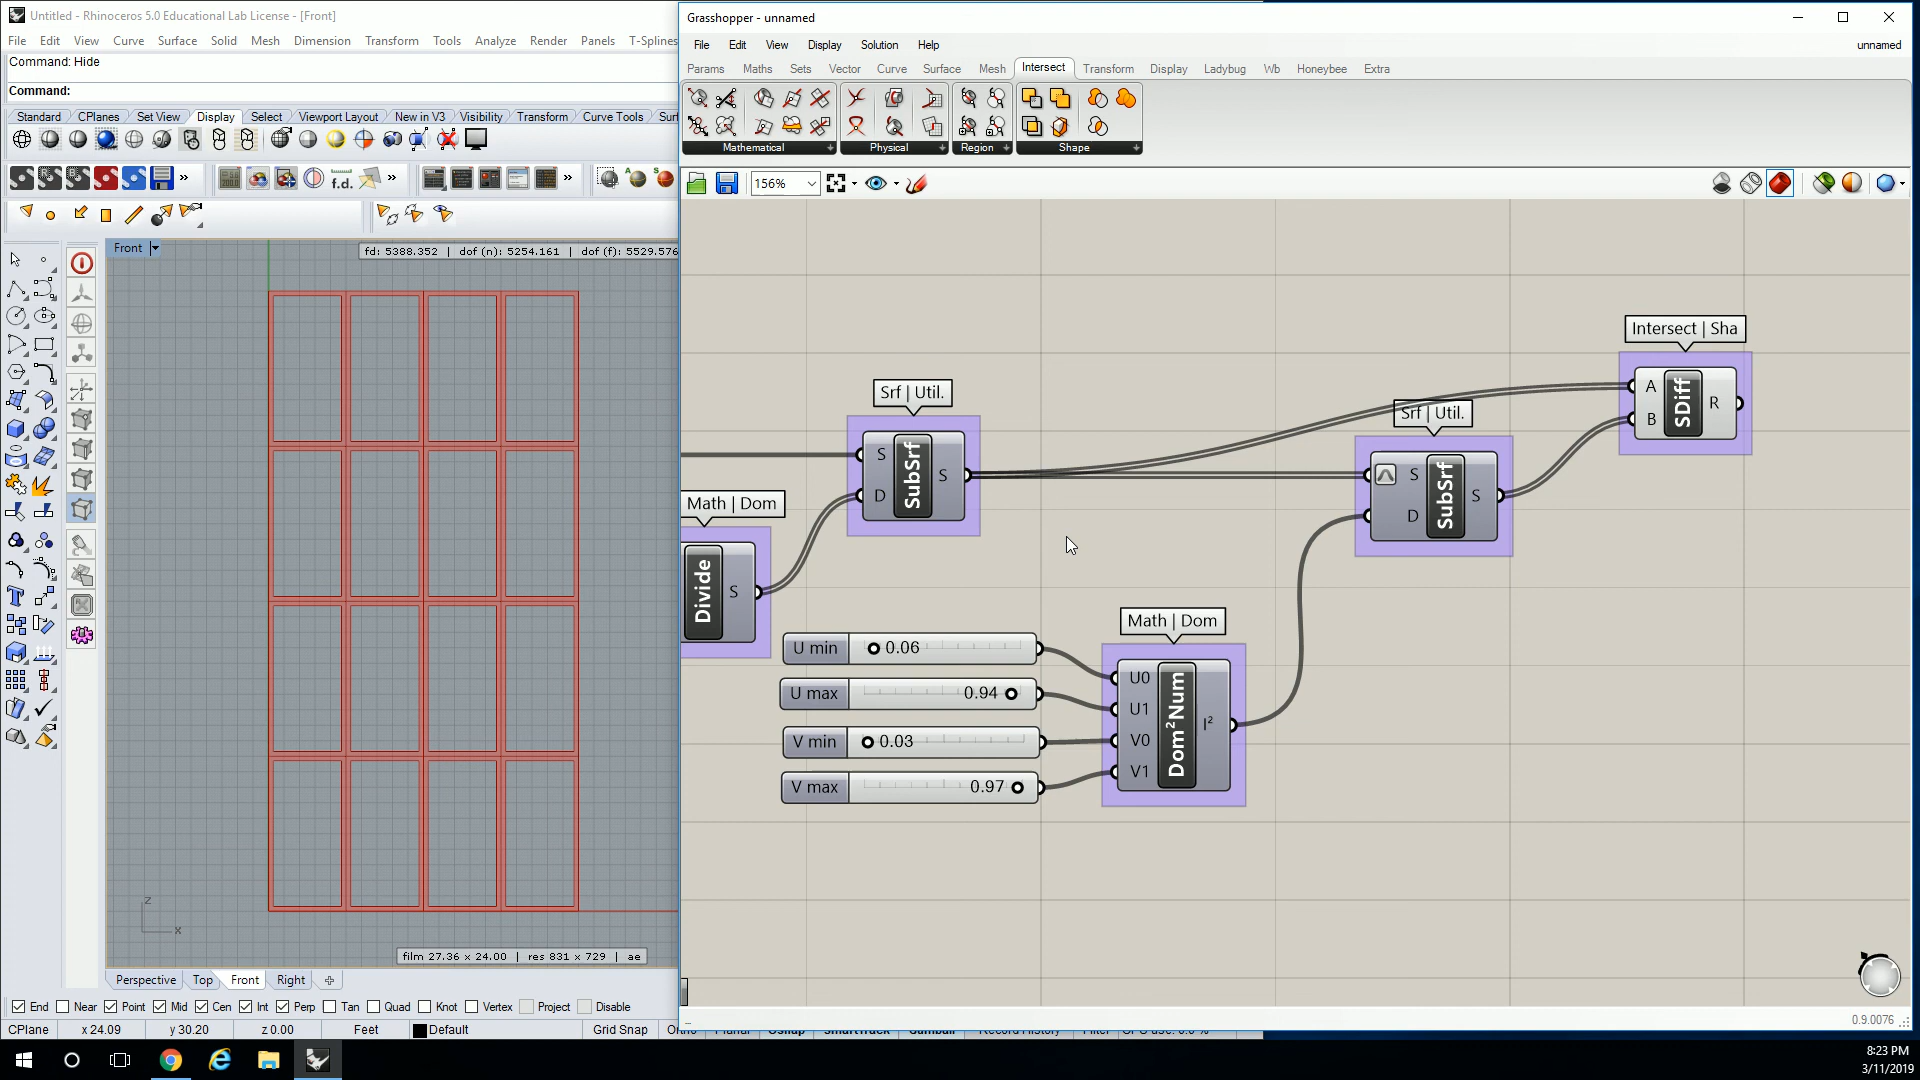 Untitled - Rhinoceros 5.0 Educational Lab License - [Front]
File Edit View Curve Surface Solid Mesh Dimension Transform Tools Analyze Render Panels T-Splines
Command: Hide
Command:
Standard CPlanes Set View Display Select Viewport Layout New in V3 Visibility Transform Curve Tools Surf
f.d.
Front
fd: 5388.352 | dof (n): 5254.161 | dof (f): 5529.576
z
x
film 27.36 x 24.00 | res 831 x 729 | ae
Perspective Top Front Right
End Near Point Mid Cen Int Perp Tan Quad Knot Vertex Project Disable
CPlane x 24.09 y 30.20 z 0.00 Feet Default Grid Snap
Grasshopper - unnamed
File Edit View Display Solution Help
unnamed
Params Maths Sets Vector Curve Surface Mesh Intersect Transform Display Ladybug Wb Honeybee Extra
Mathematical Physical Region Shape
156%
Intersect | Sha
A B SDiff R
Srf | Util.
S D SubSrf S
Srf | Util.
S D SubSrf S
Math | Dom
Divide S
Math | Dom
U0 U1 V0 V1 Dom²Num I²
U min 0.06
U max 0.94
V min 0.03
V max 0.97
0.9.0076
8:23 PM
3/11/2019